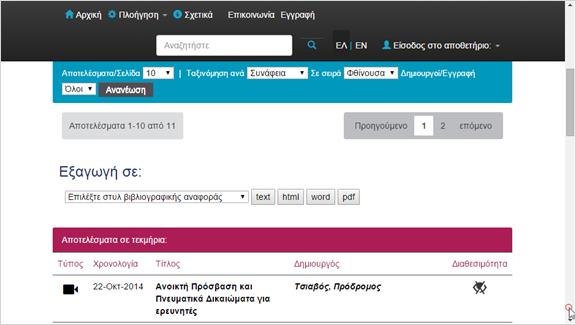 Αρχική Πλοήγηση Σχετικά Επικοινωνία Εγγραφή
Αναζητήστε ΕΛ | EN Είσοδος στο αποθετήριο:
Αποτελέσματα/Σελίδα 10 | Ταξινόμηση ανά Συνάφεια Σε σειρά Φθίνουσα Δημιουργοί/Εγγραφή
Όλοι Ανανέωση
Αποτελέσματα 1-10 από 11 Προηγούμενο 1 2 επόμενο
Εξαγωγή σε:
Επιλέξτε στυλ βιβλιογραφικής αναφοράς text html word pdf
Αποτελέσματα σε τεκμήρια:
Τύπος Χρονολογία Τίτλος Δημιουργός Διαθεσιμότητα
22-Οκτ-2014 Ανοικτή Πρόσβαση και Τσιαβός, Πρόδρομος
Πνευματικά Δικαιώματα για
ερευνητές